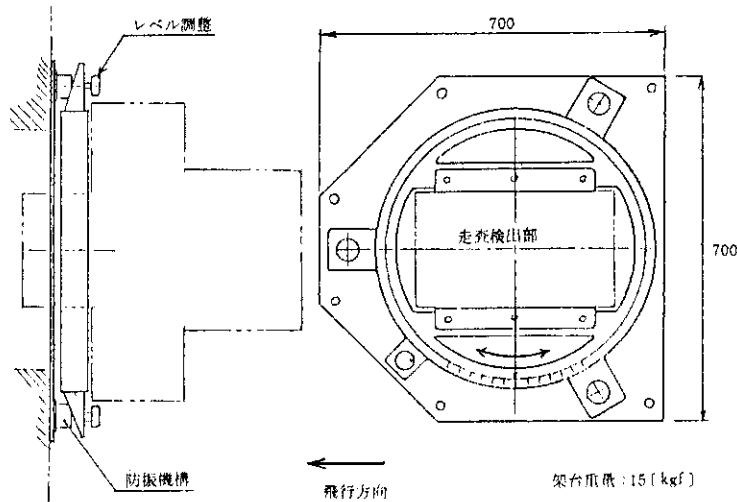 レベル調整
700
700
走査検出部
防振機構
飛行方向
架台重量：15〔kgf〕